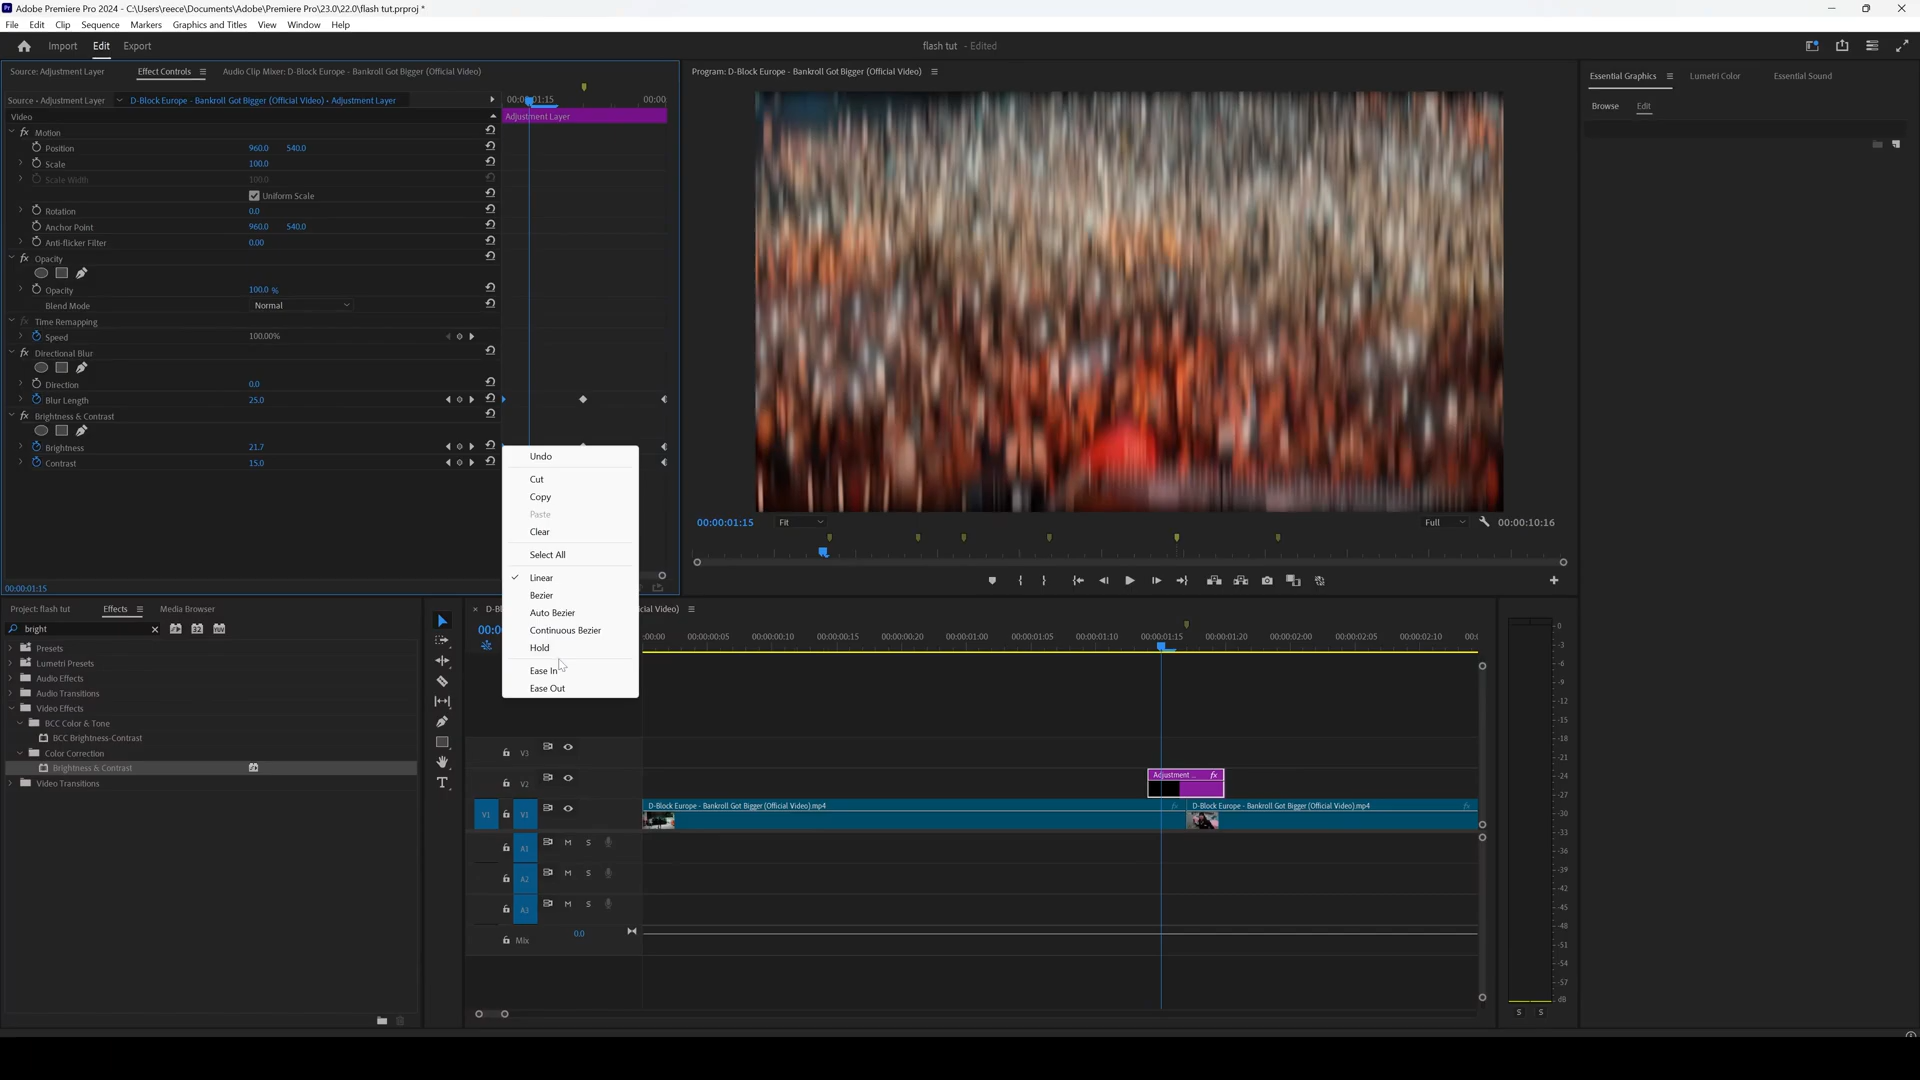 Adobe Premiere Pro 2024 - C:\Users\reece\Documents\Adobe\Premiere Pro\23.0\22.0\flash tut.prproj *
File Edit Clip Sequence Markers Graphics and Titles View Window Help
Import Edit Export
flash tut - Edited
Source: Adjustment Layer Effect Controls Audio Clip Mixer: D-Block Europe - Bankroll Got Bigger (Official Video)
Program: D-Block Europe - Bankroll Got Bigger (Official Video)
Essential Graphics Lumetri Color Essential Sound
Browse Edit
Source • Adjustment Layer D-Block Europe - Bankroll Got Bigger (Official Video) • Adjustment Layer
00:00:01:15 00:00
Video
Adjustment Layer
fx Motion
Position 960.0 540.0
Scale 100.0
Scale Width 100.0
Uniform Scale
Rotation 0.0
Anchor Point 960.0 540.0
Anti-flicker Filter 0.00
fx Opacity
Opacity 100.0 %
Blend Mode Normal
fx Time Remapping
Speed 100.00%
fx Directional Blur
Direction 0.0
Blur Length 25.0
fx Brightness & Contrast
Brightness 21.7
Contrast 15.0
00:00:01:15
Undo
Cut
Copy
Paste
Clear
Select All
Linear
Bezier
Auto Bezier
Continuous Bezier
Hold
Ease In
Ease Out
00:00:01:15 Fit Full 00:00:10:16
Project: flash tut Effects Media Browser
bright
Presets
Lumetri Presets
Audio Effects
Audio Transitions
Video Effects
BCC Color & Tone
BCC Brightness-Contrast
Color Correction
Brightness & Contrast
Video Transitions
D-Bl cial Video)
00:0
:00:00 00:00:00:05 00:00:00:10 00:00:00:15 00:00:00:20 00:00:01:00 00:00:01:05 00:00:01:10 00:00:01:15 00:00:01:20 00:00:02:00 00:00:02:05 00:00:02:10 00:
V3
V2
Adjustment ... fx
V1 V1
D-Block Europe - Bankroll Got Bigger (Official Video).mp4 fx
D-Block Europe - Bankroll Got Bigger (Official Video).mp4 fx
A1 M S
A2 M S
A3 M S
Mix 0.0
0
-3
-6
-9
-12
-15
-18
-21
-24
-27
-30
-33
-36
-39
-42
-45
-48
-51
-54
-57
dB
S S